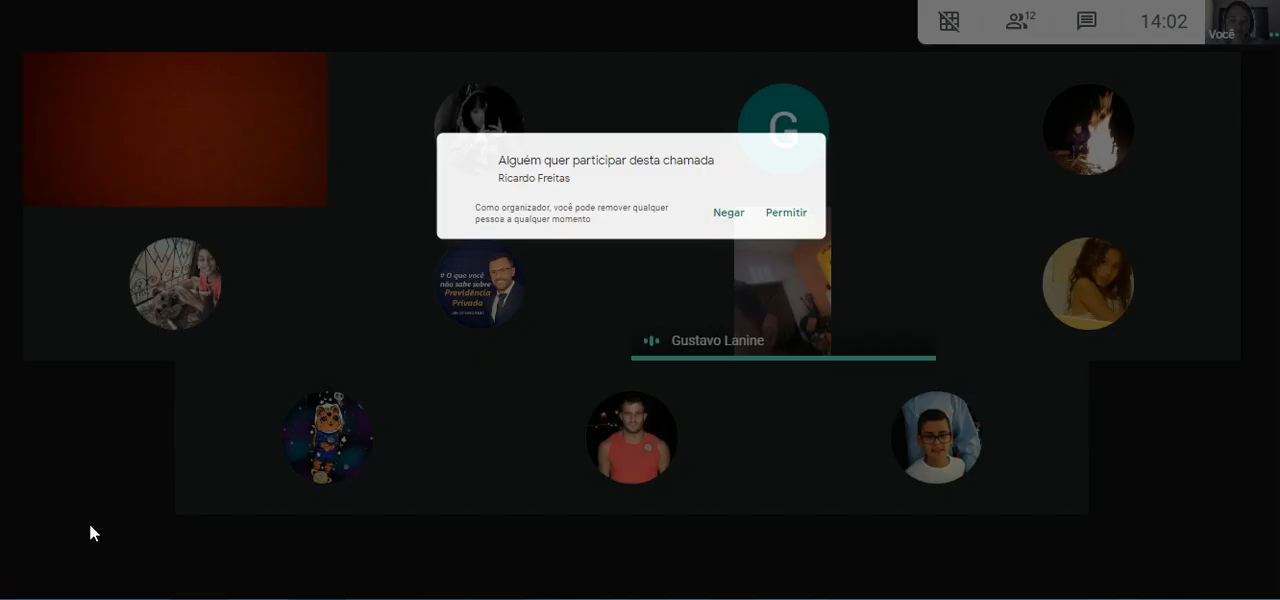 12
14:02
Você
G
Alguém quer participar desta chamada
Ricardo Freitas
Como organizador, você pode remover qualquer
pessoa a qualquer momento
Negar
Permitir
# O que você
não sabe sobre
Previdência
Privada
Gustavo Lanine